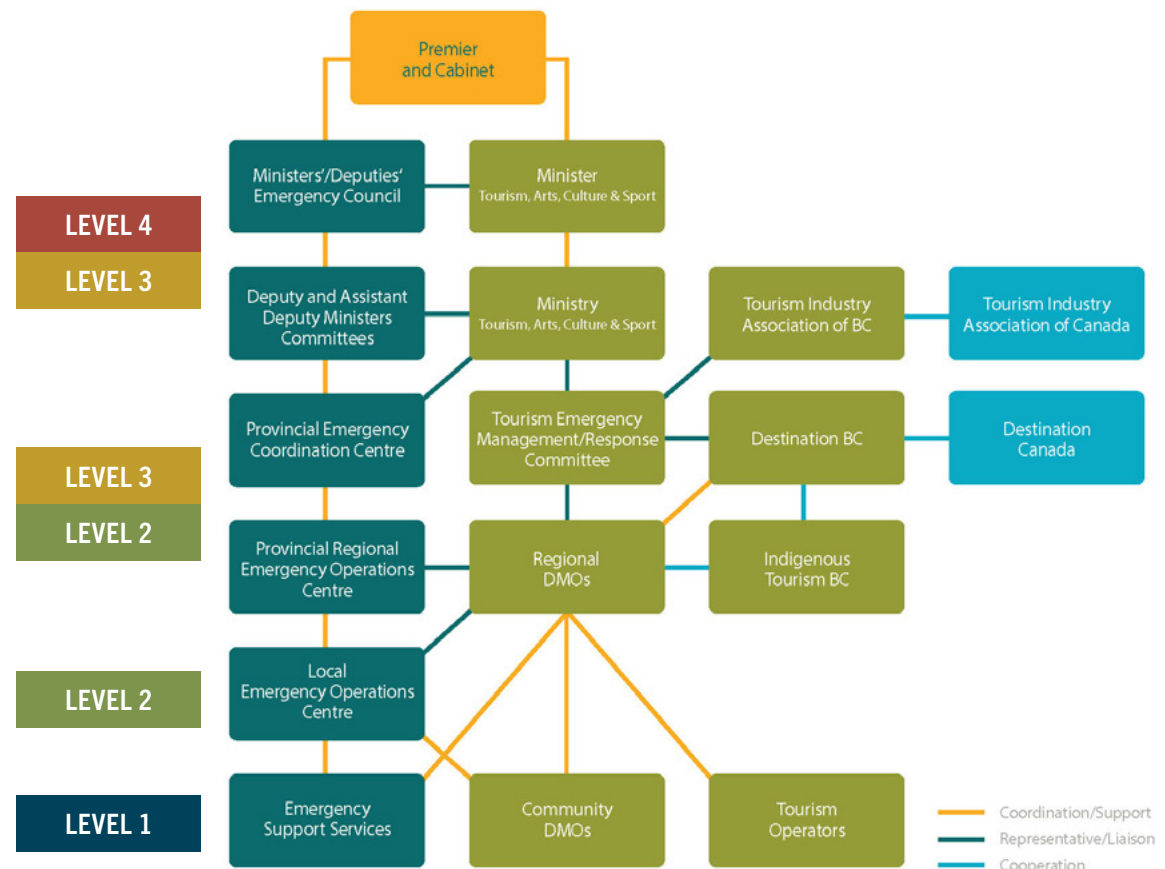 Premier
and Cabinet
Ministers'/Deputies'
Emergency Council
Minister
Tourism, Arts, Culture & Sport
LEVEL 4
LEVEL 3
Deputy and Assistant
Deputy Ministers
Committees
Ministry
Tourism, Arts, Culture & Sport
Tourism Industry
Association of BC
Tourism Industry
Association of Canada
Provincial Emergency
Coordination Centre
Tourism Emergency
Management/Response
Committee
Destination BC
Destination
Canada
LEVEL 3
LEVEL 2
Provincial Regional
Emergency Operations
Centre
Regional
DMOs
Indigenous
Tourism BC
LEVEL 2
Local
Emergency Operations
Centre
LEVEL 1
Emergency
Support Services
Community
DMOs
Tourism
Operators
Coordination/Support
Representative/Liaison
Cooperation